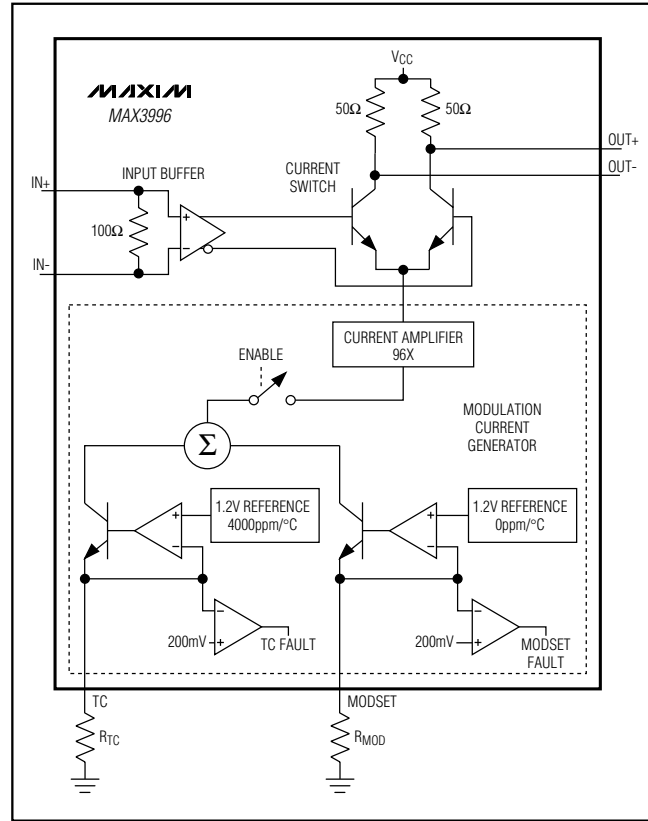 VCC
MAXIM
MAX3996
50Ω
50Ω
OUT+
OUT-
INPUT BUFFER
CURRENT
SWITCH
IN+
100Ω
+
−
IN-
CURRENT AMPLIFIER
96X
ENABLE
MODULATION
CURRENT
GENERATOR
Σ
1.2V REFERENCE
4000ppm/°C
+
−
1.2V REFERENCE
0ppm/°C
+
−
−
200mV
+
TC FAULT
−
200mV
+
MODSET
FAULT
TC
MODSET
RTC
RMOD